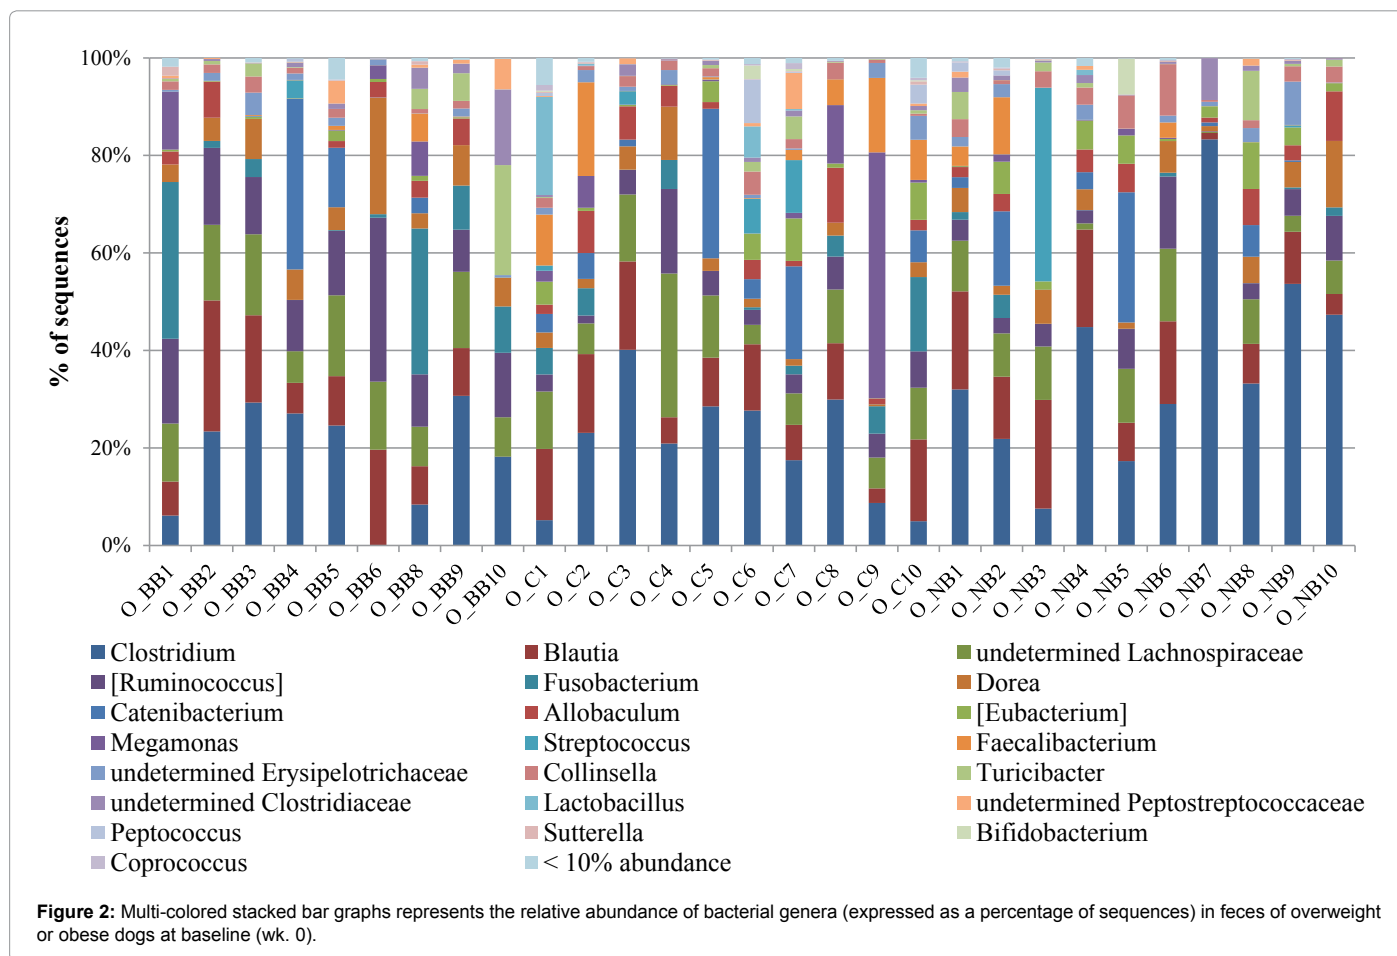 100%
80%
60%
40%
20%
0%
% of sequences
O_BB1
O_BB2
O_BB3
O_BB4
O_BB5
O_BB6
O_BB8
O_BB9
O_BB10
O_C1
O_C2
O_C3
O_C4
O_C5
O_C6
O_C7
O_C8
O_C9
O_C10
O_NB1
O_NB2
O_NB3
O_NB4
O_NB5
O_NB6
O_NB7
O_NB8
O_NB9
O_NB10
Clostridium
Blautia
undetermined Lachnospiraceae
[Ruminococcus]
Fusobacterium
Dorea
Catenibacterium
Allobaculum
[Eubacterium]
Megamonas
Streptococcus
Faecalibacterium
undetermined Erysipelotrichaceae
Collinsella
Turicibacter
undetermined Clostridiaceae
Lactobacillus
undetermined Peptostreptococcaceae
Peptococcus
Sutterella
Bifidobacterium
Coprococcus
< 10% abundance
Figure 2: Multi-colored stacked bar graphs represents the relative abundance of bacterial genera (expressed as a percentage of sequences) in feces of overweight
or obese dogs at baseline (wk. 0).